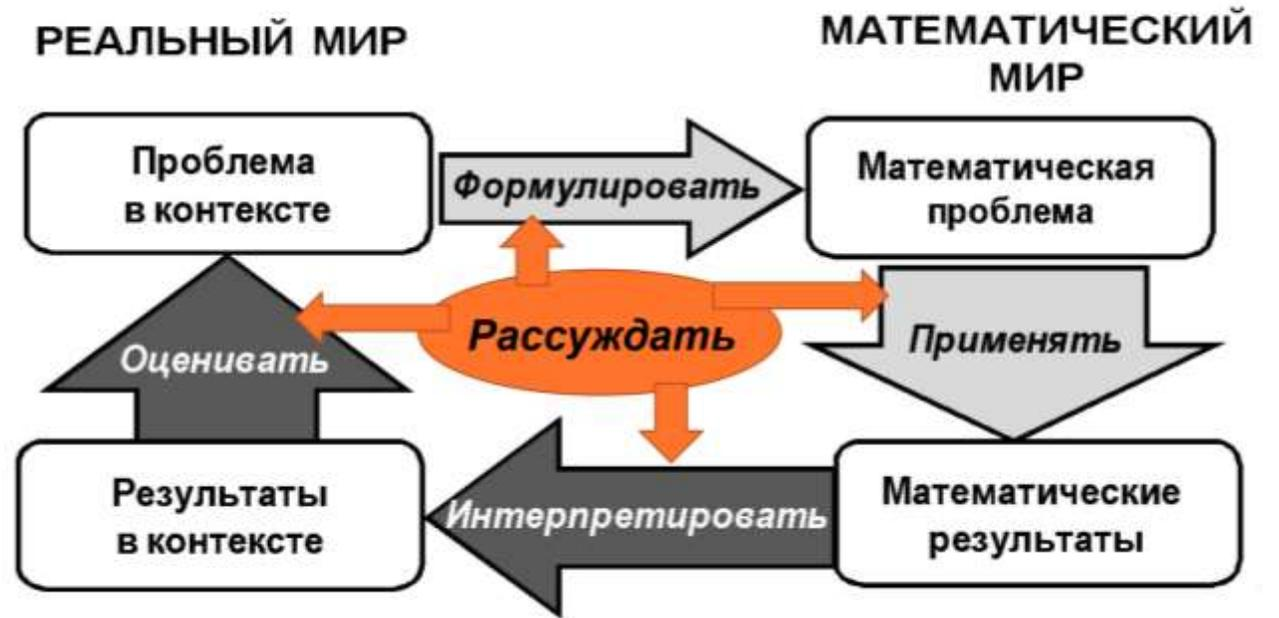 РЕАЛЬНЫЙ МИР
МАТЕМАТИЧЕСКИЙ
МИР
Проблема
в контексте
Формулировать
Математическая
проблема
Рассуждать
Оценивать
Применять
Результаты
в контексте
Интерпретировать
Математические
результаты